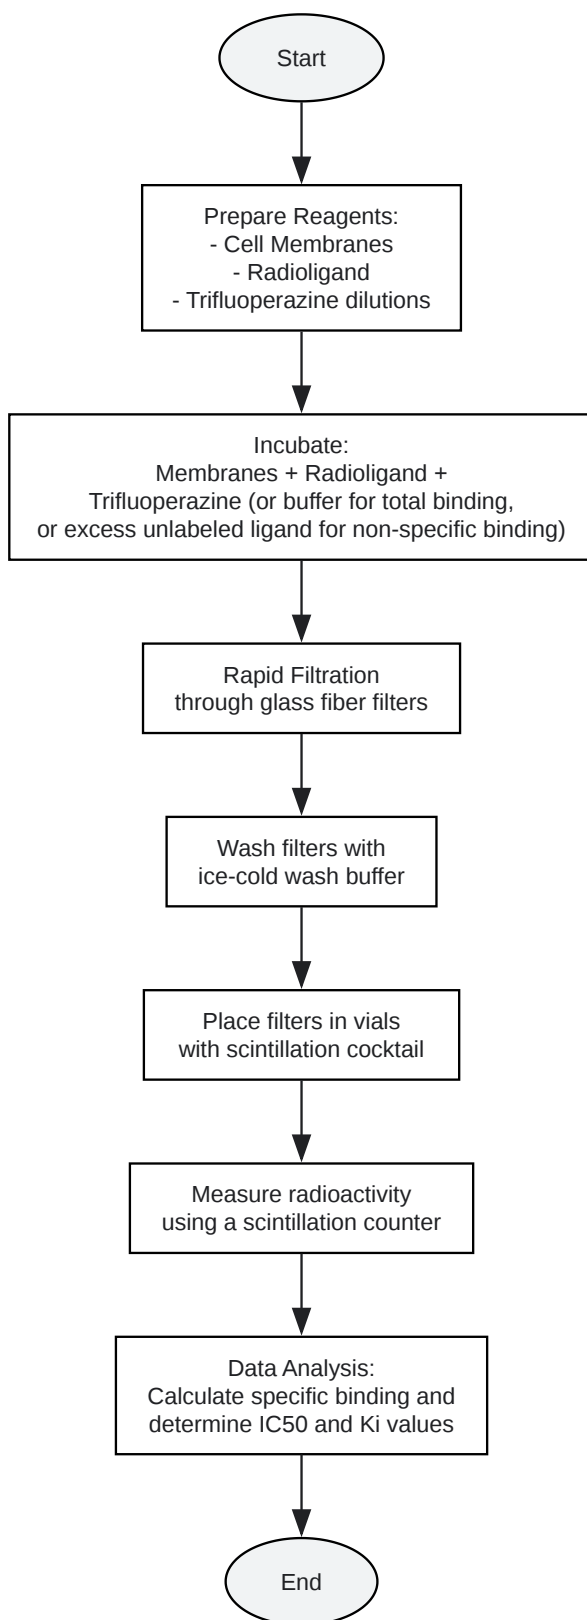 Start
Prepare Reagents:
- Cell Membranes
- Radioligand
- Trifluoperazine dilutions
Incubate:
Membranes + Radioligand +
Trifluoperazine (or buffer for total binding,
or excess unlabeled ligand for non-specific binding)
Rapid Filtration
through glass fiber filters
Wash filters with
ice-cold wash buffer
Place filters in vials
with scintillation cocktail
Measure radioactivity
using a scintillation counter
Data Analysis:
Calculate specific binding and
determine IC50 and Ki values
End